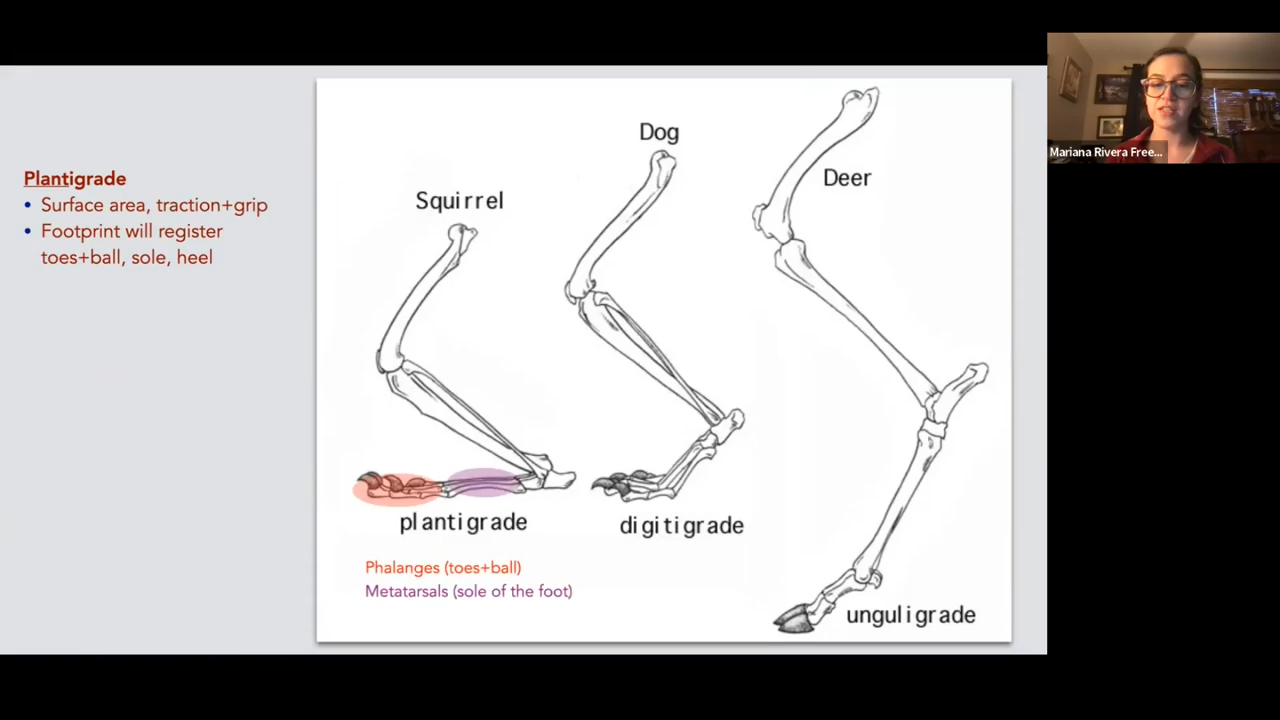 Plantigrade
• Surface area, traction+grip
• Footprint will register
toes+ball, sole, heel
Squirrel
Dog
Deer
plantigrade
digitigrade
unguligrade
Phalanges (toes+ball)
Metatarsals (sole of the foot)
Mariana Rivera Free...